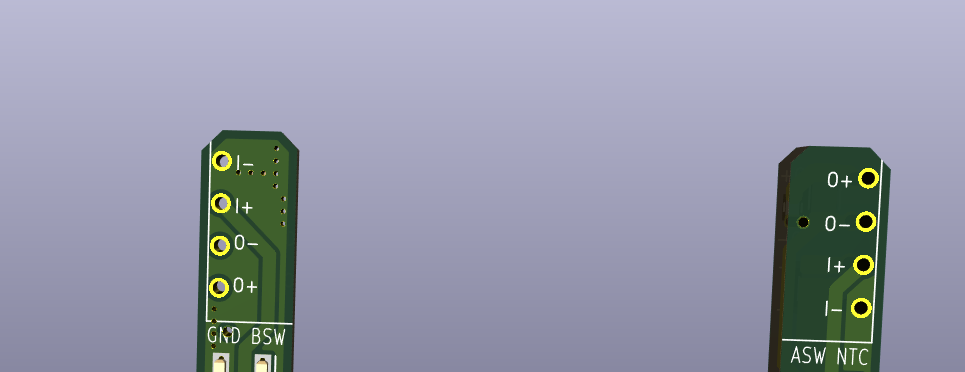 I-
I+
O-
O+
GND BSW
O+
O-
I+
I-
ASW NTC